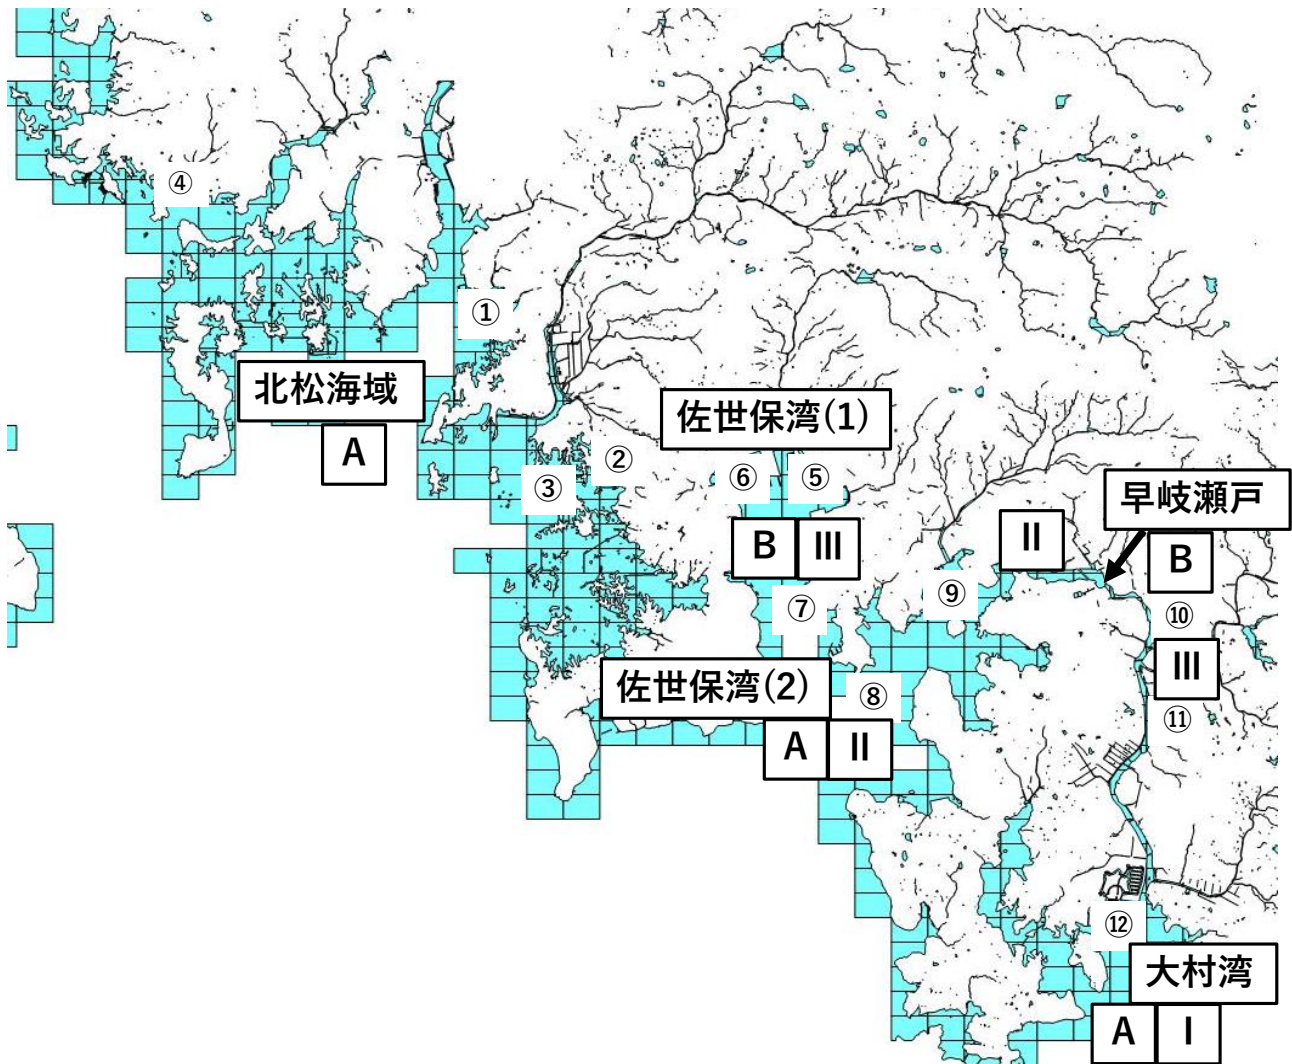 ④
①
北松海域
A
佐世保湾(1)
②
⑥
⑤
③
早岐瀬戸
B
III
II
B
⑨
⑦
⑩
III
佐世保湾(2)
⑧
⑪
A
II
⑫
大村湾
A
I